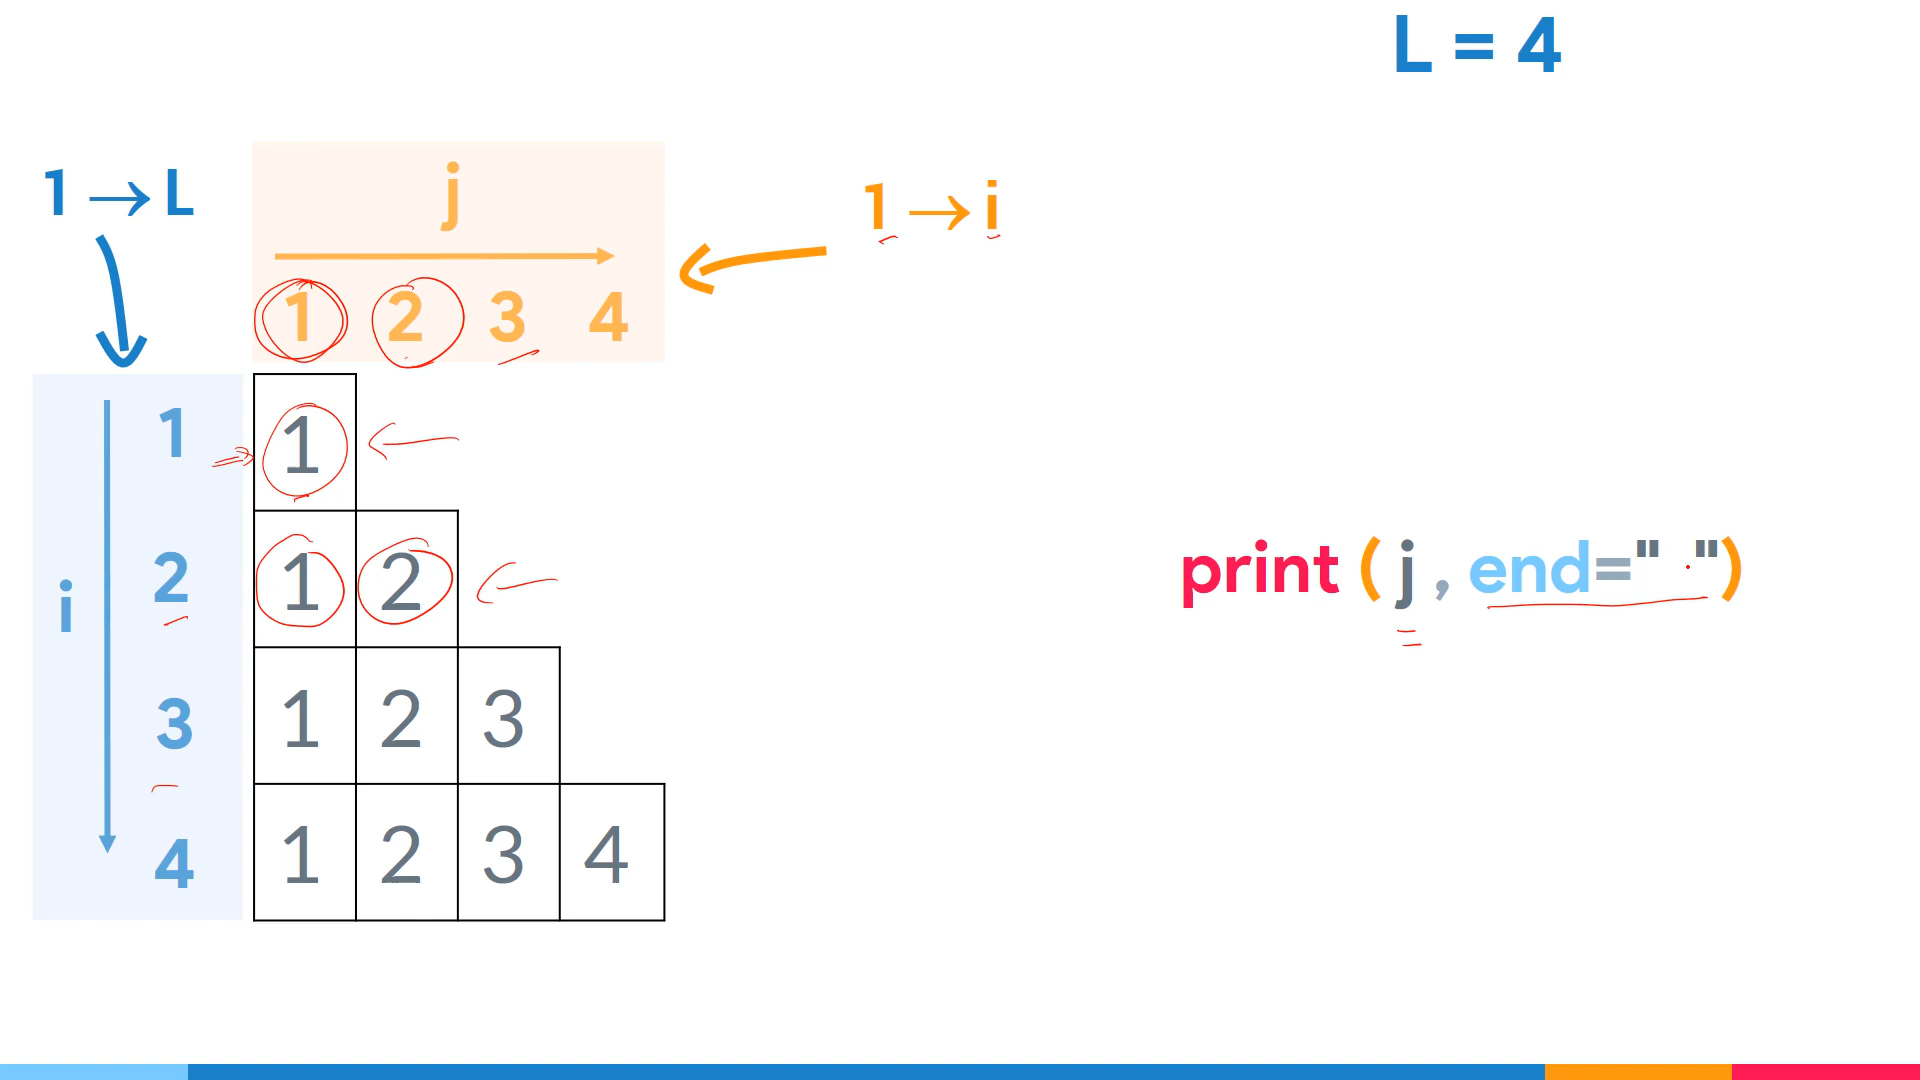 L = 4
1 → L
j
1 → i
1 2 3 4
1 1
2 1 2
i
3 1 2 3
4 1 2 3 4
print ( j , end=" ")